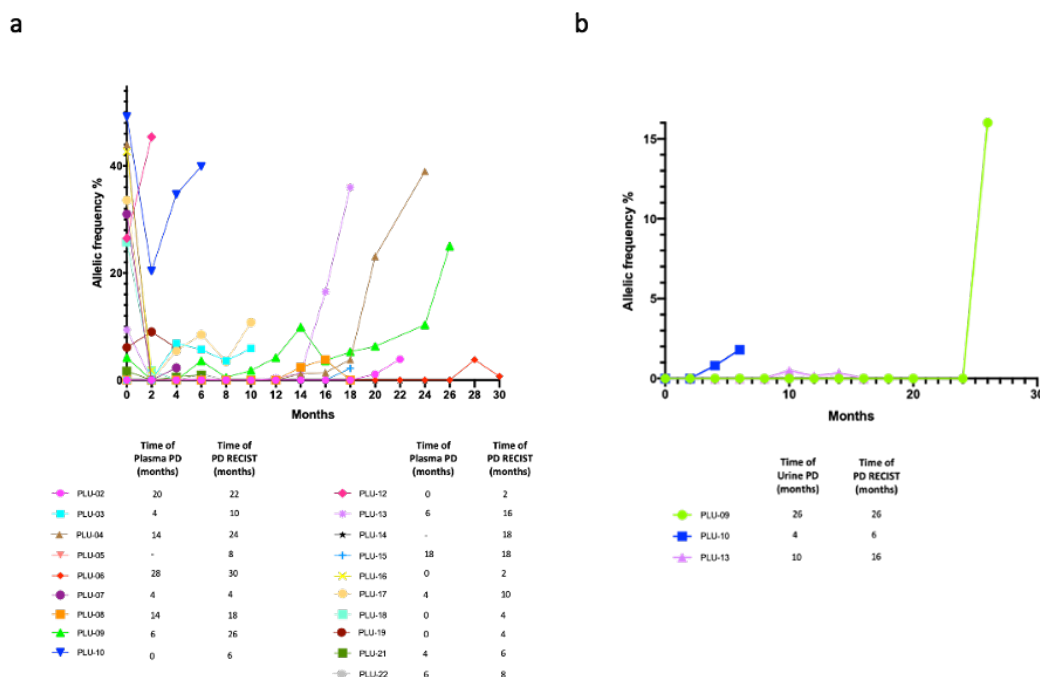 a
b
Allelic frequency %
40
20
0
0 2 4 6 8 10 12 14 16 18 20 22 24 26 28 30
Months
Allelic frequency %
15
10
5
0
0 10 20 30
Months
Time of Plasma PD (months)
Time of PD RECIST (months)
PLU-02 20 22
PLU-03 4 10
PLU-04 14 24
PLU-05 - 8
PLU-06 28 30
PLU-07 4 4
PLU-08 14 18
PLU-09 6 26
PLU-10 0 6
Time of Plasma PD (months)
Time of PD RECIST (months)
PLU-12 0 2
PLU-13 6 16
PLU-14 - 18
PLU-15 18 18
PLU-16 0 2
PLU-17 4 10
PLU-18 0 4
PLU-19 0 4
PLU-21 4 6
PLU-22 6 8
Time of Urine PD (months)
Time of PD RECIST (months)
PLU-09 26 26
PLU-10 4 6
PLU-13 10 16